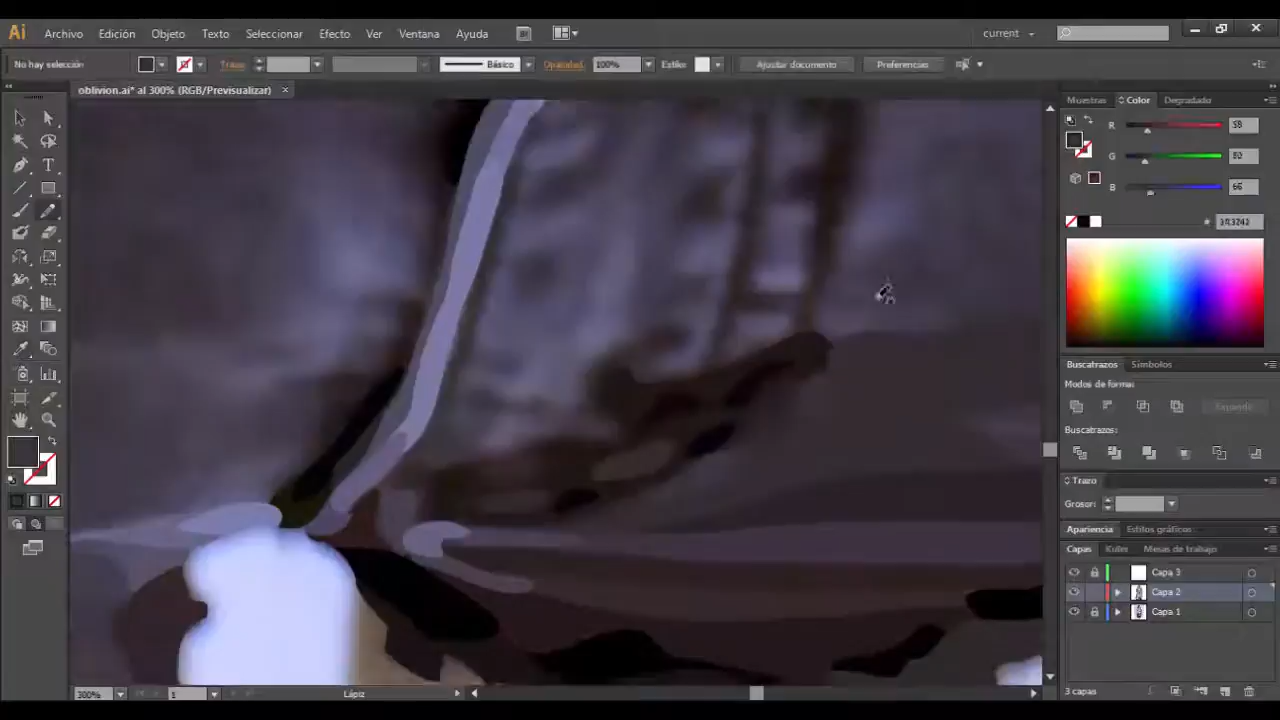 Ai Archivo Edición Objeto Texto Seleccionar Efecto Ver Ventana Ayuda Br current
No hay selección Trazo: Básico Opacidad: 100% Estilo: Ajustar documento Preferencias
oblivion.ai* al 300% (RGB/Previsualizar)
Muestras Color Degradado
R 58
G
B 66
Buscatrazos Símbolos
Modos de forma:
Expandir
Buscatrazos:
Trazo
Grosor:
Apariencia Estilos gráficos
Capas Kuler Mesas de trabajo
Capa 3
Capa 2
Capa 1
300% 1 Lápiz 3 capas